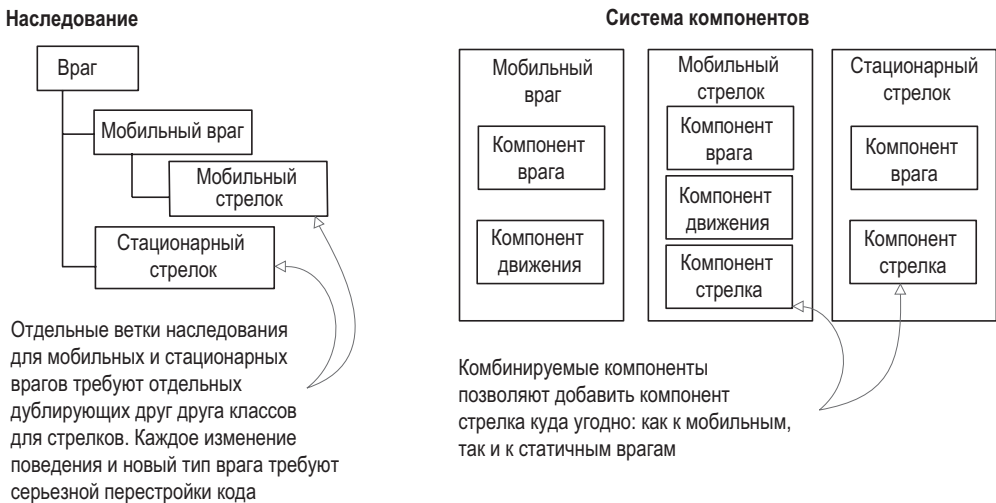 Наследование
Враг
Мобильный враг
Мобильный
стрелок
Стационарный
стрелок
Отдельные ветки наследования
для мобильных и стационарных
врагов требуют отдельных
дублирующих друг друга классов
для стрелков. Каждое изменение
поведения и новый тип врага требуют
серьезной перестройки кода
Система компонентов
Мобильный
враг
Компонент
врага
Компонент
движения
Мобильный
стрелок
Компонент
врага
Компонент
движения
Компонент
стрелка
Стационарный
стрелок
Компонент
врага
Компонент
стрелка
Комбинируемые компоненты
позволяют добавить компонент
стрелка куда угодно: как к мобильным,
так и к статичным врагам